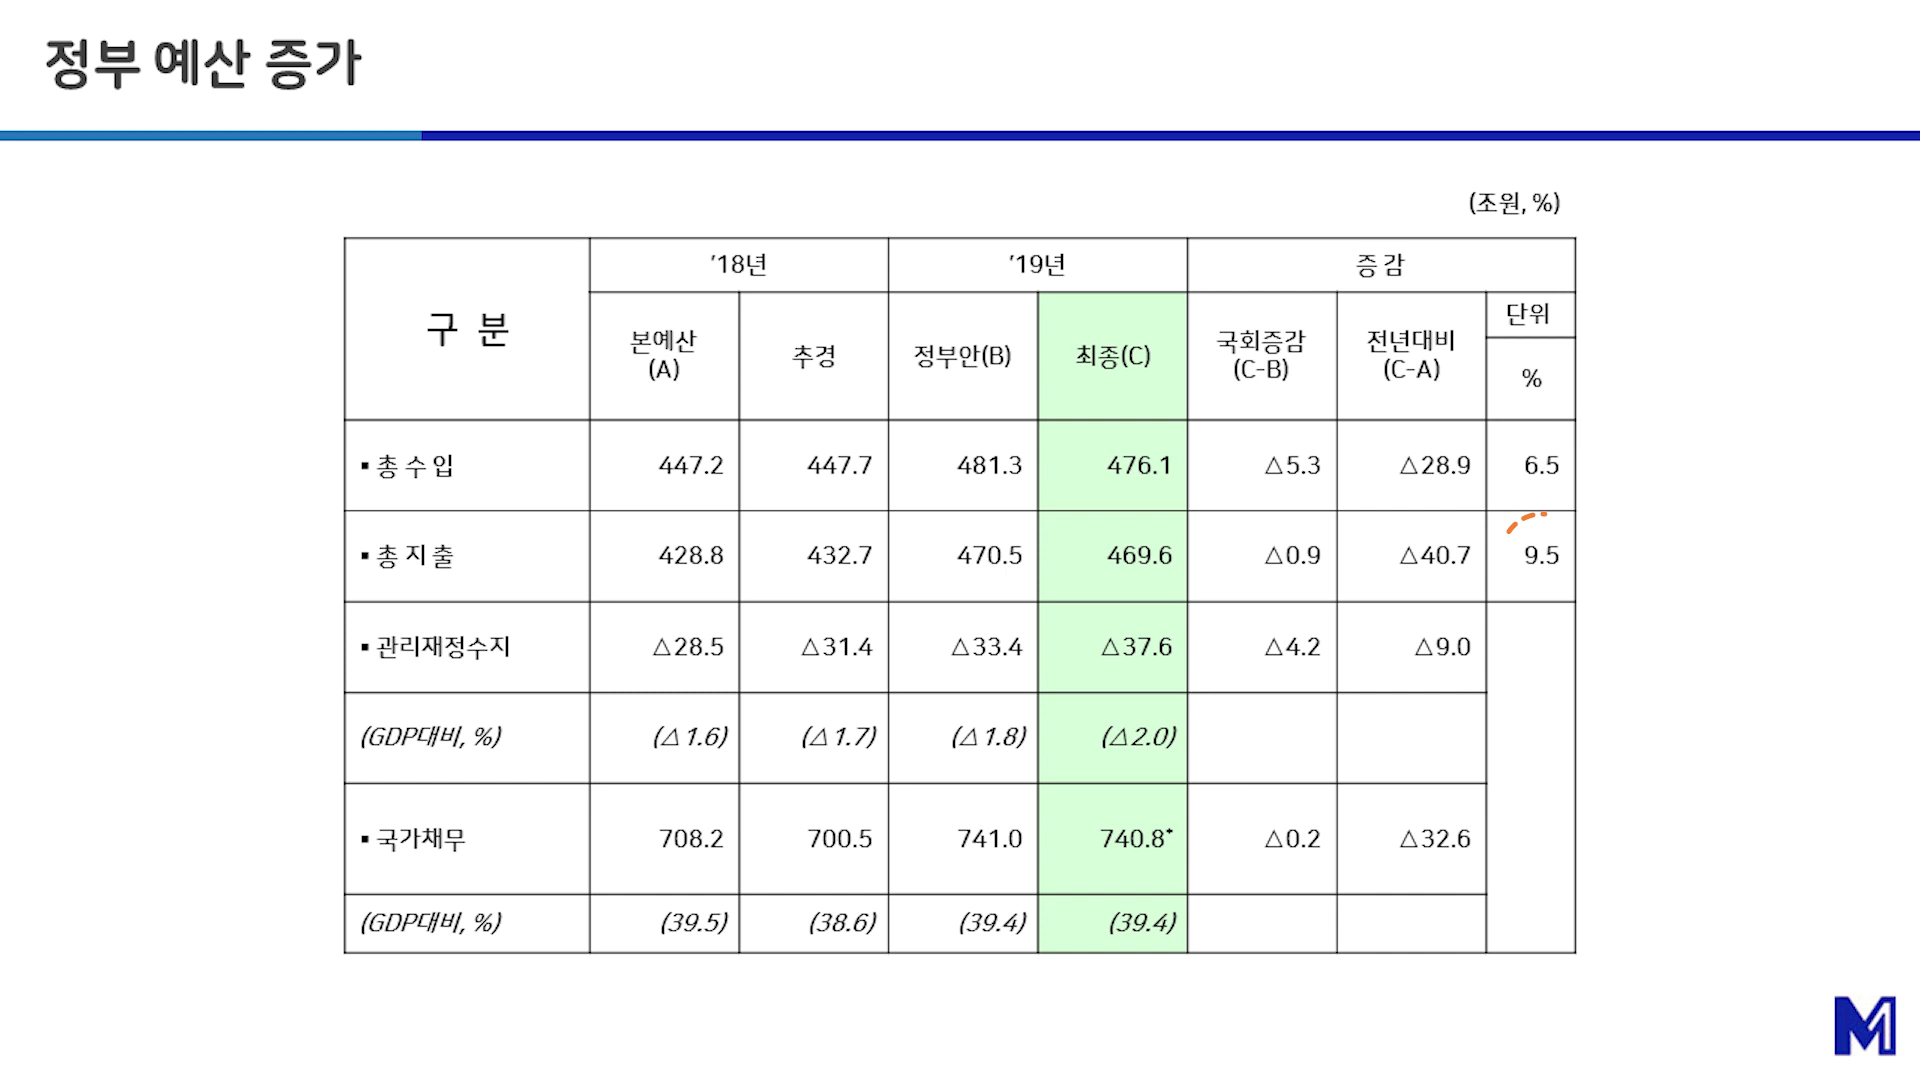 정부 예산 증가
(조원, %)
구 분 '18년 '19년 증 감
본예산 (A) 추경 정부안(B) 최종(C) 국회증감 (C-B) 전년대비 (C-A) 단위
%
▪ 총 수 입 447.2 447.7 481.3 476.1 △5.3 △28.9 6.5
▪ 총 지 출 428.8 432.7 470.5 469.6 △0.9 △40.7 9.5
▪ 관리재정수지 △28.5 △31.4 △33.4 △37.6 △4.2 △9.0
(GDP대비, %) (△1.6) (△1.7) (△1.8) (△2.0)
▪ 국가채무 708.2 700.5 741.0 740.8* △0.2 △32.6
(GDP대비, %) (39.5) (38.6) (39.4) (39.4)
M